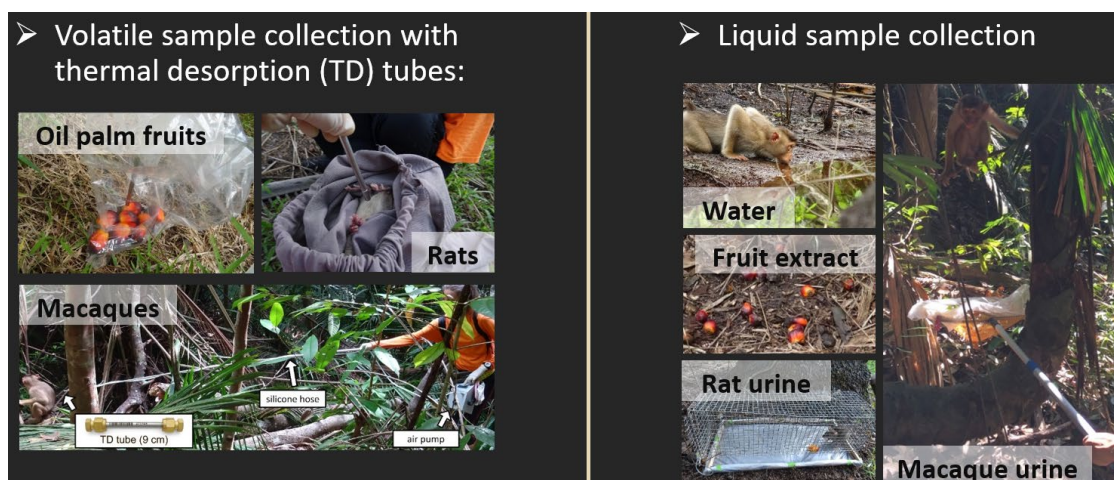 ➢ Volatile sample collection with
thermal desorption (TD) tubes:
Oil palm fruits
Rats
Macaques
silicone hose
TD tube (9 cm)
air pump
➢ Liquid sample collection
Water
Fruit extract
Rat urine
Macaque urine